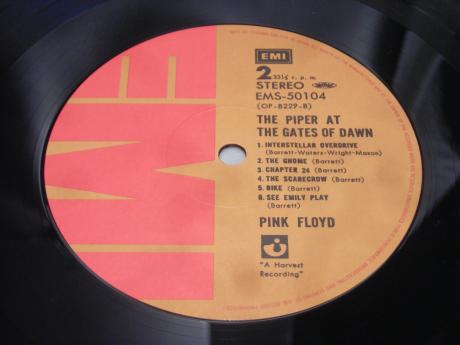 EMI
EMI
2 33⅓ r. p. m.
STEREO
EMS-50104
(OP-8229-B)
THE PIPER AT
THE GATES OF DAWN
1. INTERSTELLAR OVERDRIVE
(Barrett-Waters-Wright-Mason)
2. THE GNOME (Barrett)
3. CHAPTER 24 (Barrett)
4. THE SCARECROW (Barrett)
5. BIKE (Barrett)
6. SEE EMILY PLAY
(Barrett)
PINK FLOYD
"A Harvest
Recording"